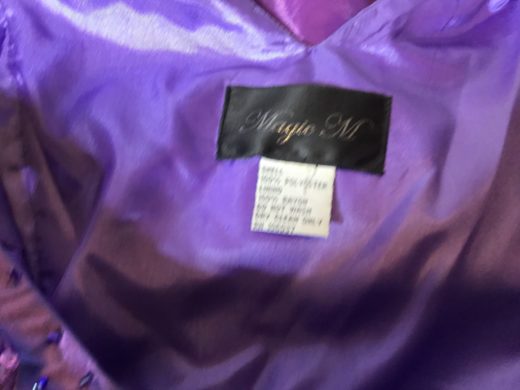 Magic M
SHELL
100% POLYESTER
LINING
100% RAYON
DO NOT WASH
DRY CLEAN ONLY